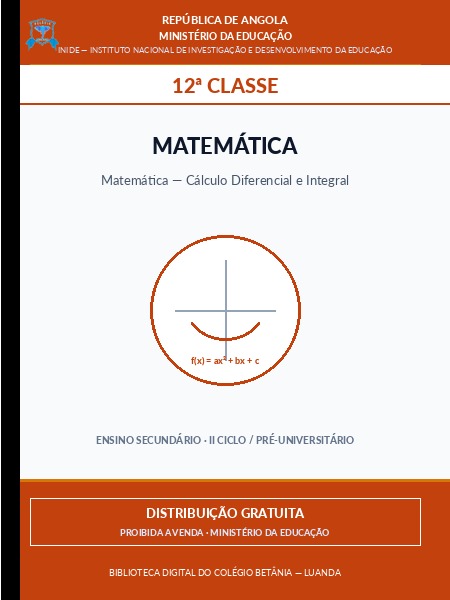 REPÚBLICA DE ANGOLA
MINISTÉRIO DA EDUCAÇÃO
INIDE — INSTITUTO NACIONAL DE INVESTIGAÇÃO E DESENVOLVIMENTO DA EDUCAÇÃO
12ª CLASSE
MATEMÁTICA
Matemática — Cálculo Diferencial e Integral
f(x) = ax² + bx + c
ENSINO SECUNDÁRIO · II CICLO / PRÉ-UNIVERSITÁRIO
DISTRIBUIÇÃO GRATUITA
PROIBIDA A VENDA · MINISTÉRIO DA EDUCAÇÃO
BIBLIOTECA DIGITAL DO COLÉGIO BETÂNIA — LUANDA